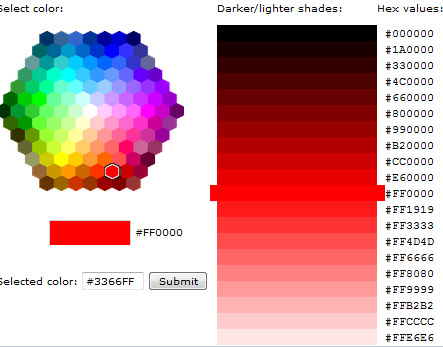 Select color:
Darker/lighter shades: Hex values:
#000000
#1A0000
#330000
#4C0000
#660000
#800000
#990000
#B20000
#CC0000
#E60000
#FF0000
#FF1919
#FF3333
#FF4D4D
#FF6666
#FF8080
#FF9999
#FFB2B2
#FFCCCC
#FFE6E6
#FF0000
Selected color: #3366FF Submit